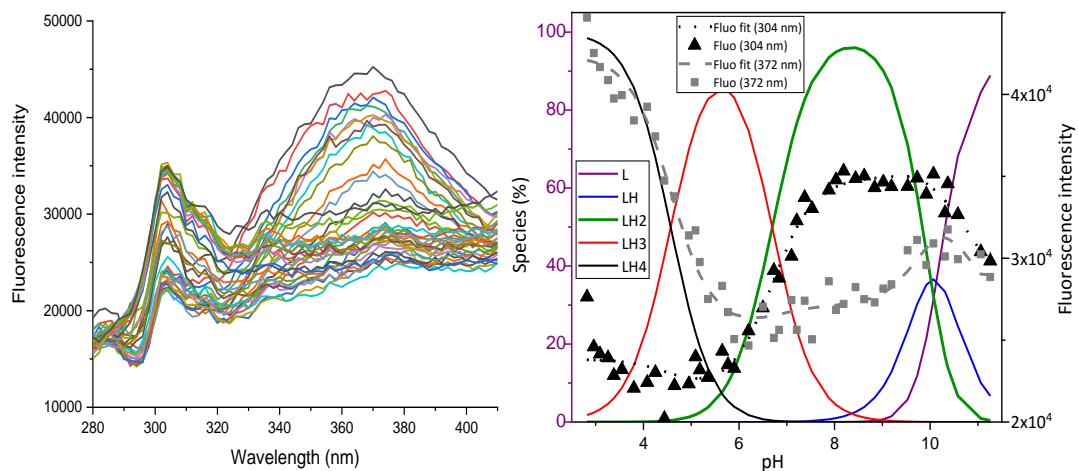 50000
40000
30000
20000
10000
Fluorescence intensity
280 300 320 340 360 380 400
Wavelength (nm)
100
80
60
40
20
0
Species (%)
Fluo fit (304 nm)
Fluo (304 nm)
Fluo fit (372 nm)
Fluo (372 nm)
L
LH
LH2
LH3
LH4
4 6 8 10
pH
4x10⁴
3x10⁴
2x10⁴
Fluorescence intensity